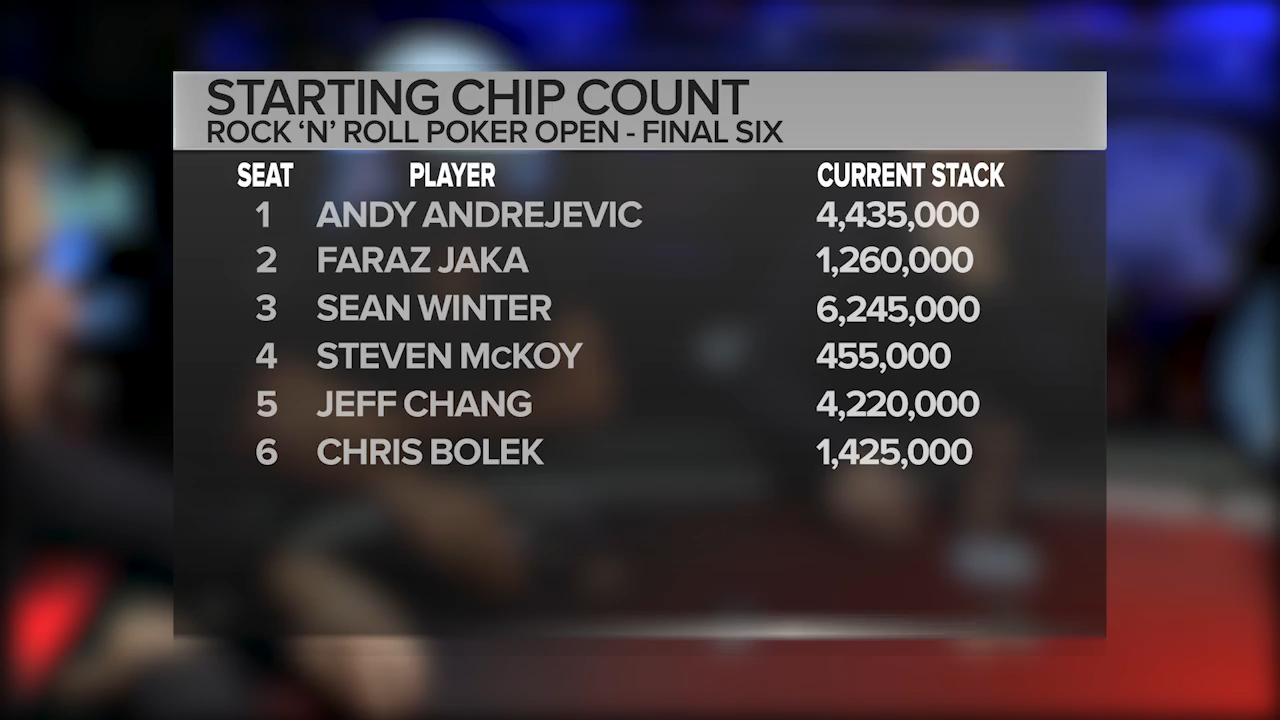 STARTING CHIP COUNT
ROCK ‘N’ ROLL POKER OPEN - FINAL SIX
SEAT PLAYER CURRENT STACK
1 ANDY ANDREJEVIC 4,435,000
2 FARAZ JAKA 1,260,000
3 SEAN WINTER 6,245,000
4 STEVEN McKOY 455,000
5 JEFF CHANG 4,220,000
6 CHRIS BOLEK 1,425,000